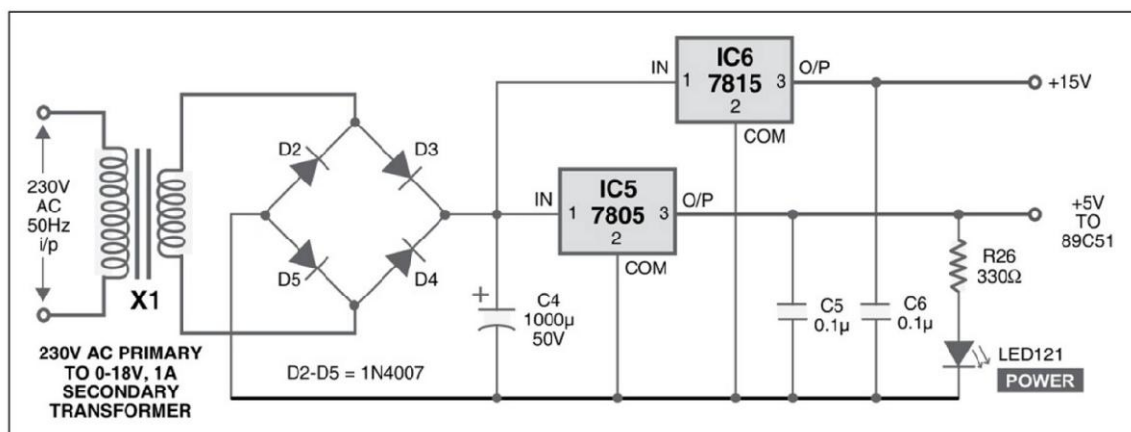 230V
AC
50Hz
i/p
X1
230V AC PRIMARY
TO 0-18V, 1A
SECONDARY
TRANSFORMER
D2
D3
D5
D4
D2-D5 = 1N4007
+
C4
1000µ
50V
IN
1
IC6
7815
2
3
O/P
COM
+15V
IN
1
IC5
7805
2
3
O/P
COM
+5V
TO
89C51
C5
0.1µ
C6
0.1µ
R26
330Ω
LED121
POWER